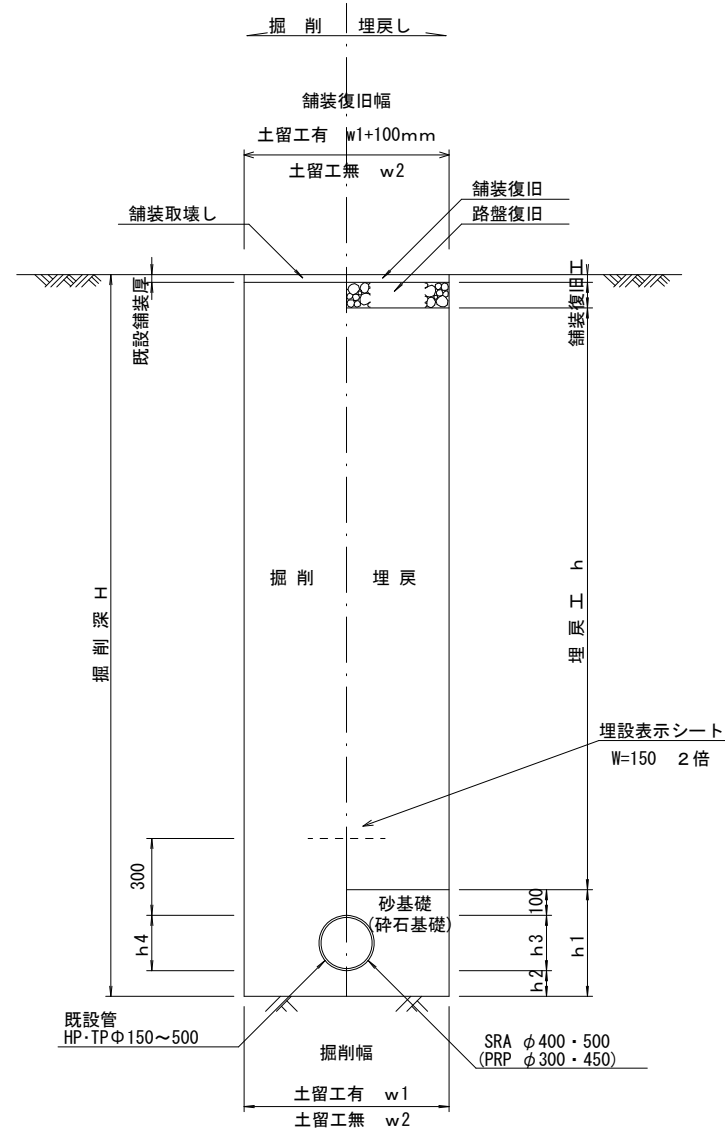 掘 削 埋戻し
舗装復旧幅
土留工有 w1+100mm
土留工無 w2
舗装復旧
路盤復旧
舗装取壊し
既設舗装厚
舗装復旧工
掘 削
埋 戻
掘 削 深 H
埋 戻 工 h
埋設表示シート
W=150 2倍
300
h4
砂基礎
(砕石基礎)
100
h3
h2
h1
既設管
HP･TPΦ150～500
SRA φ400・500
(PRP φ300・450)
掘削幅
土留工有 w1
土留工無 w2